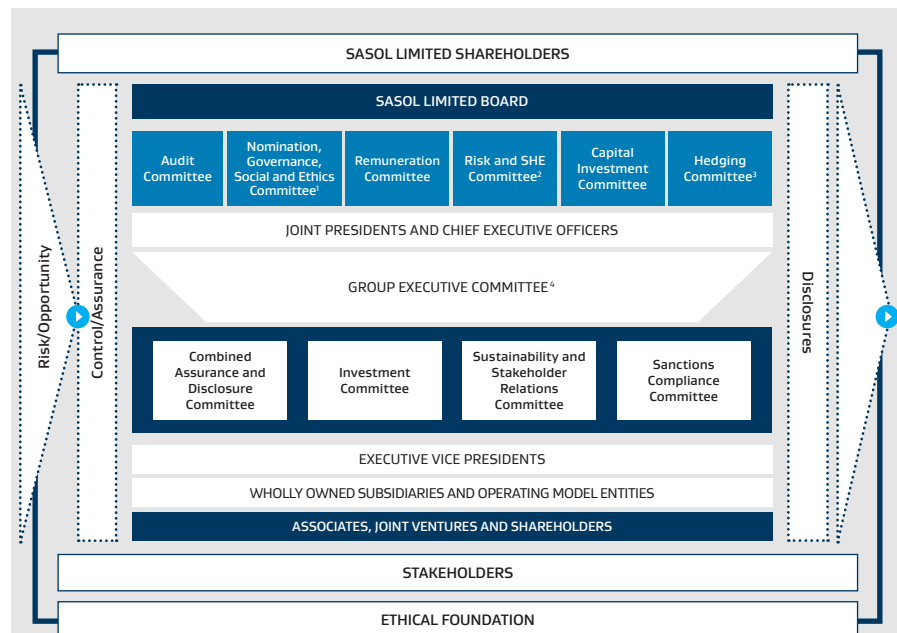 SASOL LIMITED SHAREHOLDERS
SASOL LIMITED BOARD
Audit
Committee
Nomination,
Governance,
Social and Ethics
Committee¹
Remuneration
Committee
Risk and SHE
Committee²
Capital
Investment
Committee
Hedging
Committee³
JOINT PRESIDENTS AND CHIEF EXECUTIVE OFFICERS
GROUP EXECUTIVE COMMITTEE⁴
Risk/Opportunity
Control/Assurance
Disclosures
Combined
Assurance and
Disclosure
Committee
Investment
Committee
Sustainability and
Stakeholder
Relations
Committee
Sanctions
Compliance
Committee
EXECUTIVE VICE PRESIDENTS
WHOLLY OWNED SUBSIDIARIES AND OPERATING MODEL ENTITIES
ASSOCIATES, JOINT VENTURES AND SHAREHOLDERS
STAKEHOLDERS
ETHICAL FOUNDATION